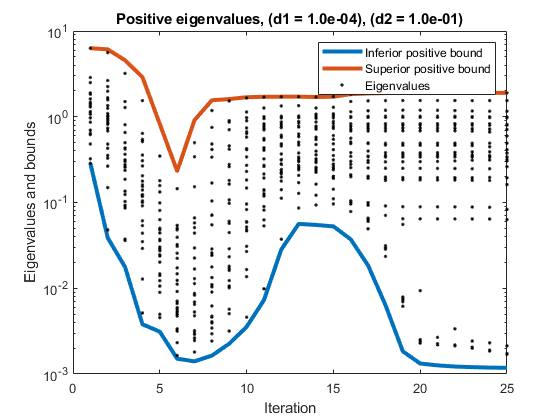 Positive eigenvalues, (d1 = 1.0e-04), (d2 = 1.0e-01)
Inferior positive bound
Superior positive bound
Eigenvalues
Eigenvalues and bounds
10^1
10^0
10^-1
10^-2
10^-3
0 5 10 15 20 25
Iteration